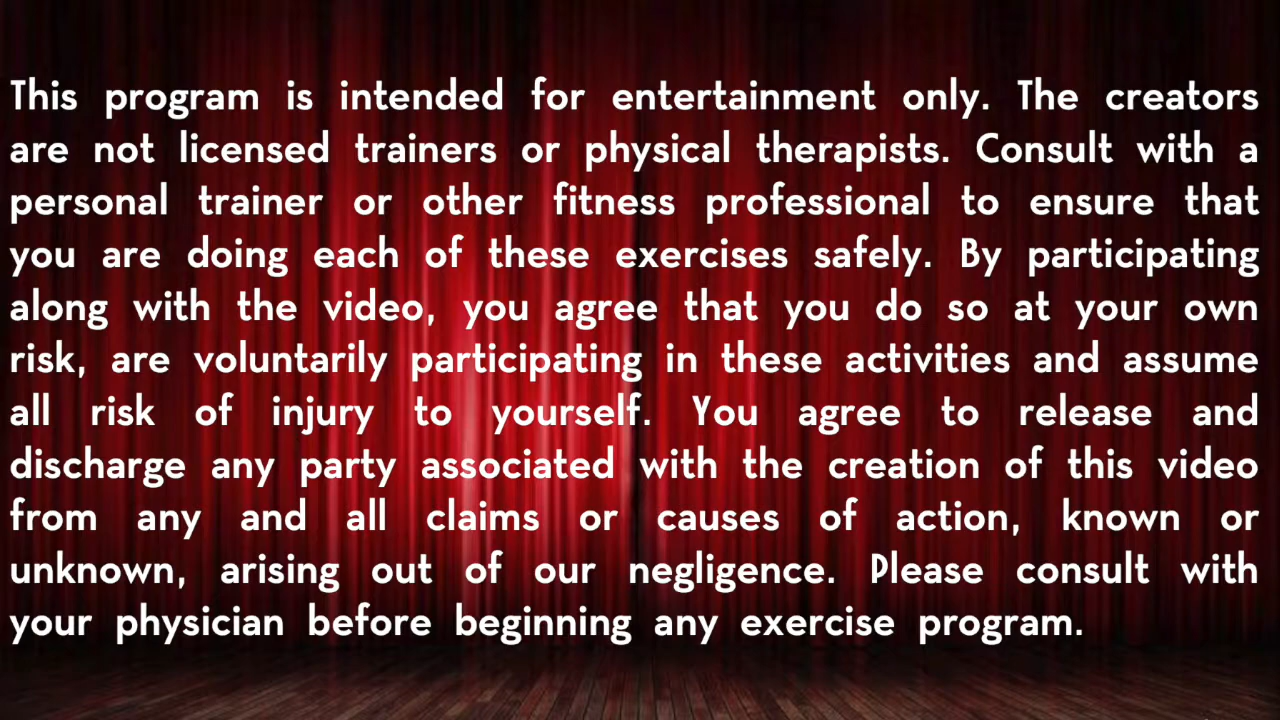 This program is intended for entertainment only. The creators
are not licensed trainers or physical therapists. Consult with a
personal trainer or other fitness professional to ensure that
you are doing each of these exercises safely. By participating
along with the video, you agree that you do so at your own
risk, are voluntarily participating in these activities and assume
all risk of injury to yourself. You agree to release and
discharge any party associated with the creation of this video
from any and all claims or causes of action, known or
unknown, arising out of our negligence. Please consult with
your physician before beginning any exercise program.